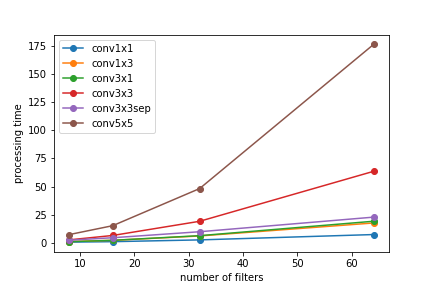 175
150
125
100
75
50
25
0
processing time
conv1x1
conv1x3
conv3x1
conv3x3
conv3x3sep
conv5x5
10 20 30 40 50 60
number of filters